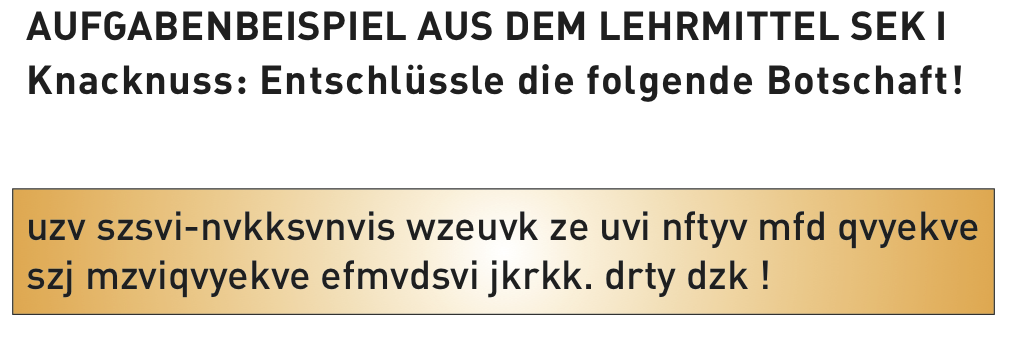 AUFGABENBEISPIEL AUS DEM LEHRMITTEL SEK I
Knacknuss: Entschlüssle die folgende Botschaft!
uzv szsvi-nvkksvnvis wzeuvk ze uvi nftyv mfd qvyekve
szj mzviqvyekve efmvdsvi jkrkk. drty dzk !